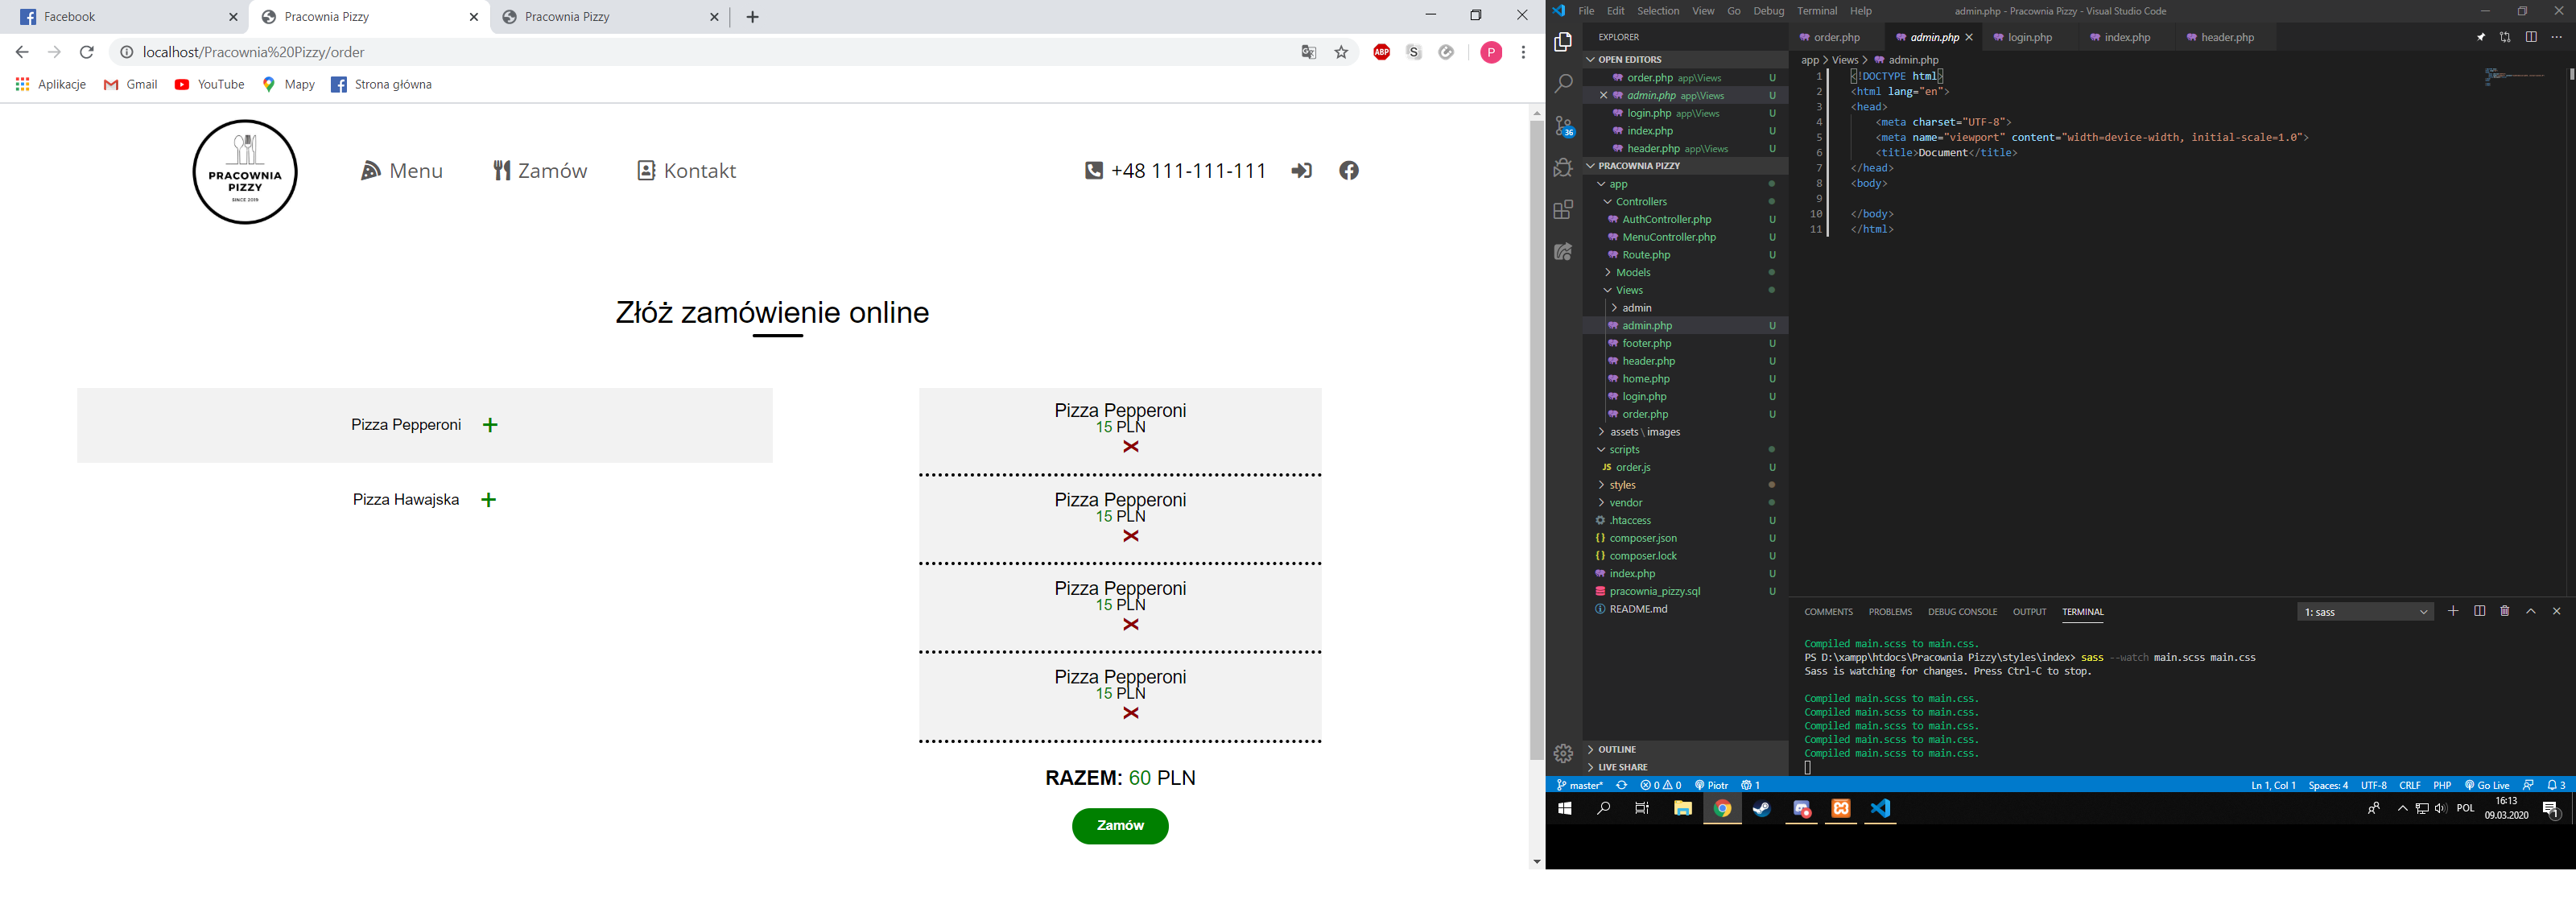 Facebook
Pracownia Pizzy
Pracownia Pizzy
localhost/Pracownia%20Pizzy/order
ABP
S
P
Aplikacje
Gmail
YouTube
Mapy
Strona główna
PRACOWNIA
PIZZY
SINCE 2019
Menu
Zamów
Kontakt
+48 111-111-111
Złóż zamówienie online
Pizza Pepperoni
Pizza Hawajska
Pizza Pepperoni
15 PLN
Pizza Pepperoni
15 PLN
Pizza Pepperoni
15 PLN
Pizza Pepperoni
15 PLN
RAZEM: 60 PLN
Zamów
File Edit Selection View Go Debug Terminal Help
admin.php - Pracownia Pizzy - Visual Studio Code
EXPLORER
OPEN EDITORS
order.php app\Views U
admin.php app\Views U
login.php app\Views U
index.php U
header.php app\Views U
PRACOWNIA PIZZY
app
Controllers
AuthController.php U
MenuController.php U
Route.php U
Models
Views
admin
admin.php U
footer.php U
header.php U
home.php U
login.php U
order.php U
assets \ images
scripts
JS order.js U
styles
vendor
.htaccess U
composer.json U
composer.lock U
index.php U
pracownia_pizzy.sql U
README.md
OUTLINE
LIVE SHARE
36
order.php
admin.php
login.php
index.php
header.php
app > Views > admin.php
1 <!DOCTYPE html>
2 <html lang="en">
3 <head>
4 <meta charset="UTF-8">
5 <meta name="viewport" content="width=device-width, initial-scale=1.0">
6 <title>Document</title>
7 </head>
8 <body>
9
10 </body>
11 </html>
COMMENTS PROBLEMS DEBUG CONSOLE OUTPUT TERMINAL
1: sass
Compiled main.scss to main.css.
PS D:\xampp\htdocs\Pracownia Pizzy\styles\index> sass --watch main.scss main.css
Sass is watching for changes. Press Ctrl-C to stop.
Compiled main.scss to main.css.
Compiled main.scss to main.css.
Compiled main.scss to main.css.
Compiled main.scss to main.css.
Compiled main.scss to main.css.
master* 0 0 Piotr 1
Ln 1, Col 1 Spaces: 4 UTF-8 CRLF PHP Go Live 3
POL
16:13
09.03.2020
1